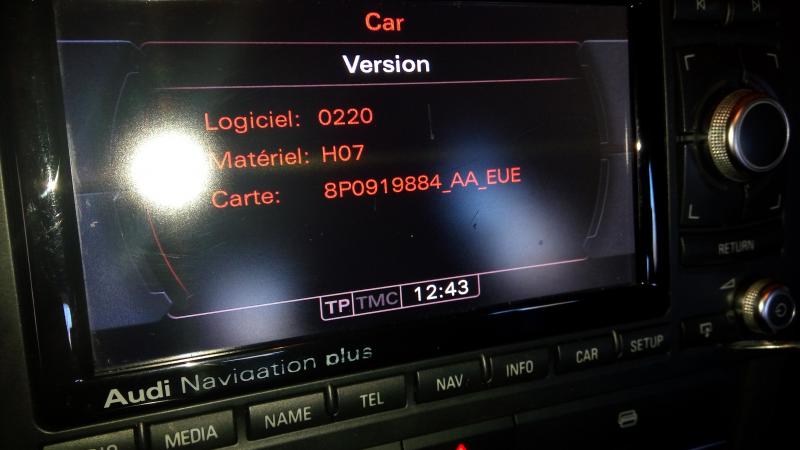 Car
Version
Logiciel: 0220
Matériel: H07
Carte: 8P0919884_AA_EUE
TP TMC 12:43
RETURN
Audi Navigation plus
MEDIA NAME TEL NAV INFO CAR SETUP